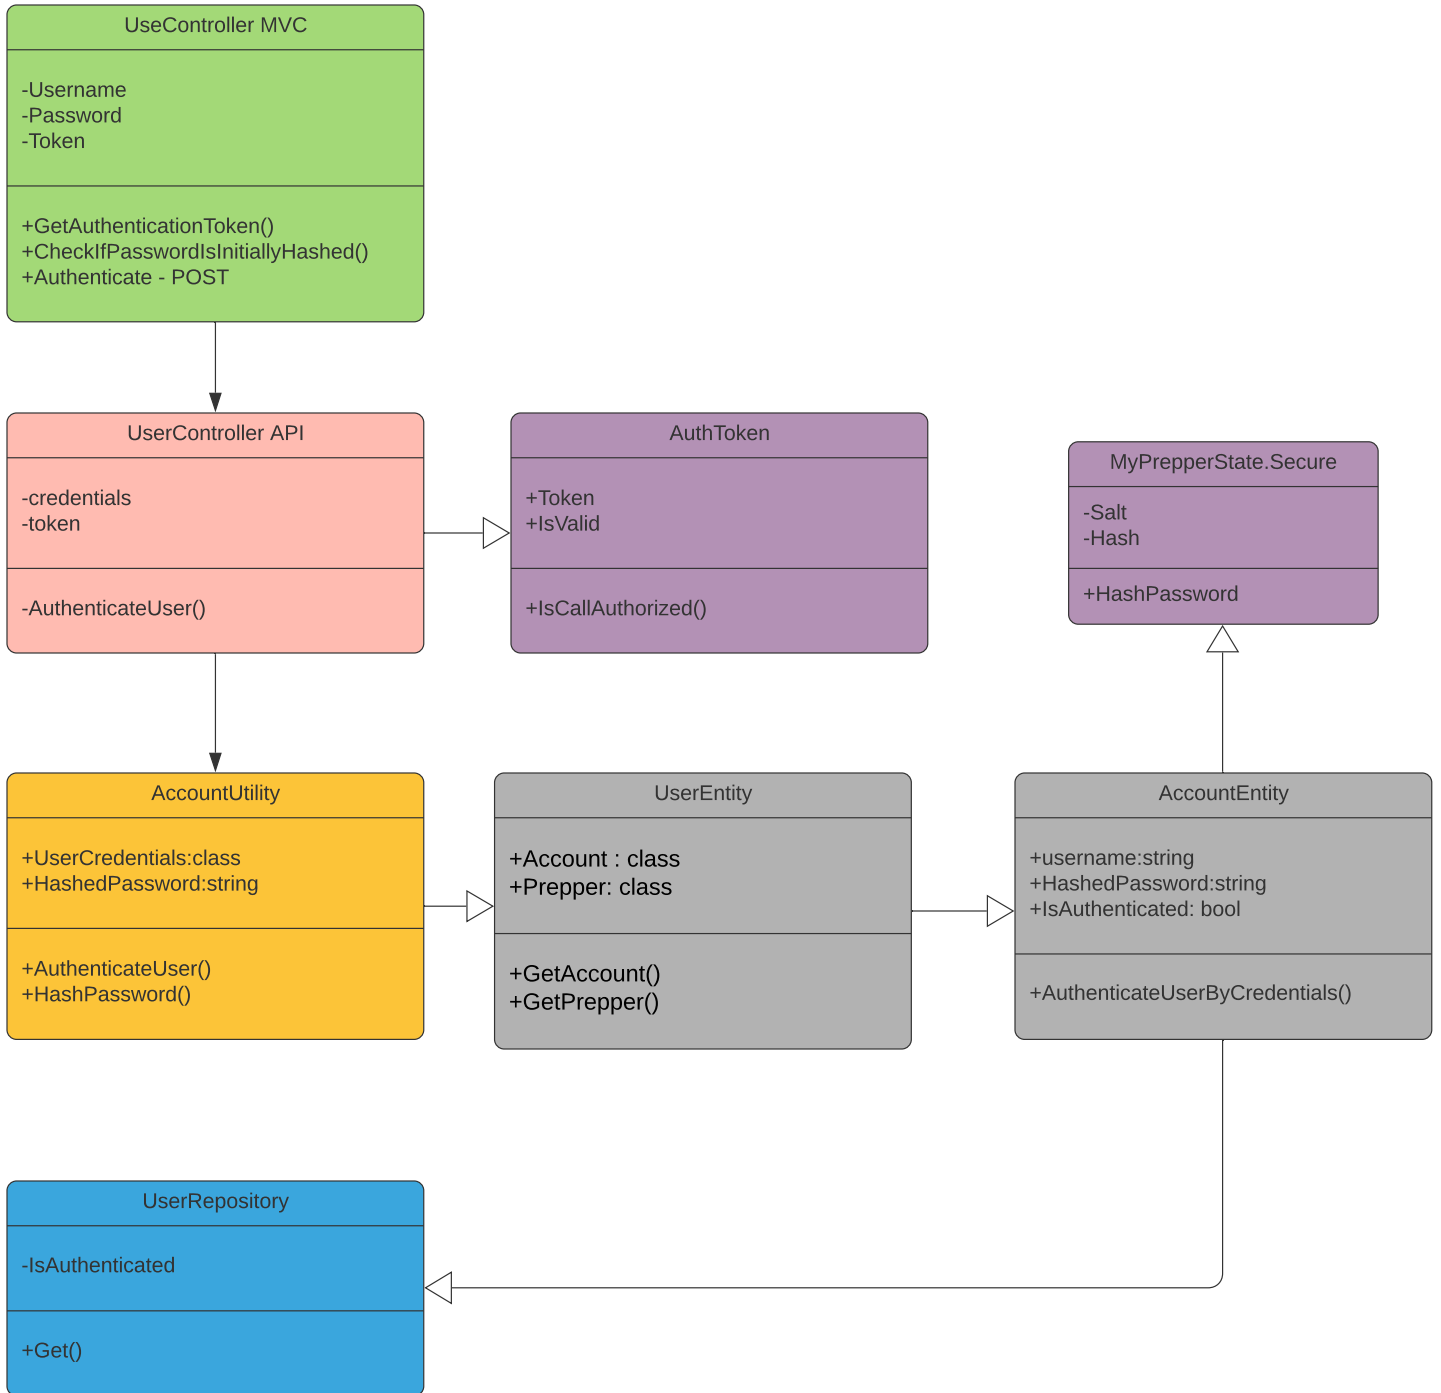 UseController MVC
-Username
-Password
-Token
+GetAuthenticationToken()
+CheckIfPasswordIsInitiallyHashed()
+Authenticate - POST
UserController API
-credentials
-token
-AuthenticateUser()
AuthToken
+Token
+IsValid
+IsCallAuthorized()
MyPrepperState.Secure
-Salt
-Hash
+HashPassword
AccountUtility
+UserCredentials:class
+HashedPassword:string
+AuthenticateUser()
+HashPassword()
UserEntity
+Account : class
+Prepper: class
+GetAccount()
+GetPrepper()
AccountEntity
+username:string
+HashedPassword:string
+IsAuthenticated: bool
+AuthenticateUserByCredentials()
UserRepository
-IsAuthenticated
+Get()